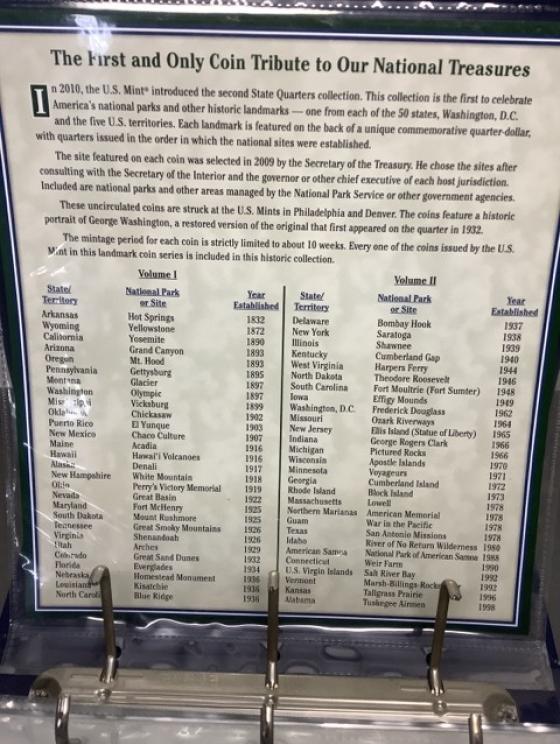 The First and Only Coin Tribute to Our National Treasures
In 2010, the U.S. Mint® introduced the second State Quarters collection. This collection is the first to celebrate
America's national parks and other historic landmarks — one from each of the 50 states, Washington, D.C.
and the five U.S. territories. Each landmark is featured on the back of a unique commemorative quarter-dollar,
with quarters issued in the order in which the national sites were established.
The site featured on each coin was selected in 2009 by the Secretary of the Treasury. He chose the sites after
consulting with the Secretary of the Interior and the governor or other chief executive of each host jurisdiction.
Included are national parks and other areas managed by the National Park Service or other government agencies.
These uncirculated coins are struck at the U.S. Mints in Philadelphia and Denver. The coins feature a historic
portrait of George Washington, a restored version of the original that first appeared on the quarter in 1932.
The mintage period for each coin is strictly limited to about 10 weeks. Every one of the coins issued by the U.S.
Mint in this landmark coin series is included in this historic collection.
Volume I
State/ National Park Year
Territory or Site Established
Arkansas Hot Springs 1832
Wyoming Yellowstone 1872
California Yosemite 1890
Arizona Grand Canyon 1893
Oregon Mt. Hood 1893
Pennsylvania Gettysburg 1895
Montana Glacier 1897
Washington Olympic 1897
Vicksburg 1899
Chickasaw 1902
Puerto Rico El Yunque 1903
New Mexico Chaco Culture 1907
Maine Acadia 1916
Hawaii Hawai'i Volcanoes 1916
Alaska Denali 1917
New Hampshire White Mountain 1918
Ohio Perry's Victory Memorial 1919
Nevada Great Basin 1922
Maryland Fort McHenry 1925
South Dakota Mount Rushmore 1925
Tennessee Great Smoky Mountains 1926
Virginia Shenandoah 1926
Utah Arches 1929
Colorado Great Sand Dunes 1932
Florida Everglades 1934
Nebraska Homestead Monument 1936
Louisiana Kisatchie 1936
North Caroli Blue Ridge 1936
Volume II
State/ National Park Year
Territory or Site Established
Delaware Bombay Hook 1937
New York Saratoga 1938
Illinois Shawnee 1939
Kentucky Cumberland Gap 1940
West Virginia Harpers Ferry 1944
North Dakota Theodore Roosevelt 1946
South Carolina Fort Moultrie (Fort Sumter) 1948
Iowa Effigy Mounds 1949
Washington, D.C. Frederick Douglass 1962
Missouri Ozark Riverways 1964
New Jersey Ellis Island (Statue of Liberty) 1965
Indiana George Rogers Clark 1966
Michigan Pictured Rocks 1966
Wisconsin Apostle Islands 1970
Minnesota Voyageurs 1971
Georgia Cumberland Island 1972
Rhode Island Block Island 1973
Massachusetts Lowell 1978
Northern Marianas American Memorial 1978
Guam War in the Pacific 1978
Texas San Antonio Missions 1978
Idaho River of No Return Wilderness 1980
American Samoa National Park of American Samoa 1988
Connecticut Weir Farm 1990
U.S. Virgin Islands Salt River Bay 1992
Vermont Marsh-Billings-Rocke 1992
Kansas Tallgrass Prairie 1996
Alabama Tuskegee Airmen 1998